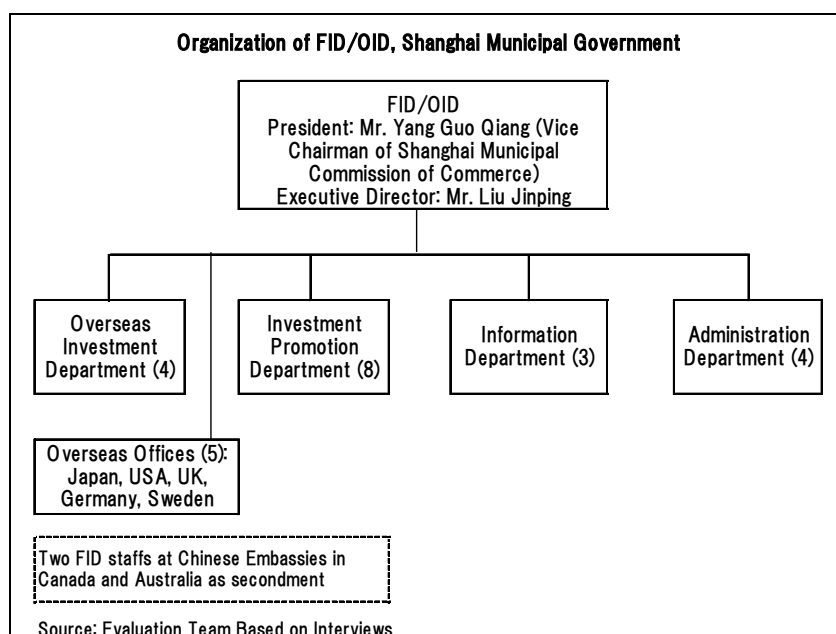 Organization of FID/OID, Shanghai Municipal Government
FID/OID
President: Mr. Yang Guo Qiang (Vice
Chairman of Shanghai Municipal
Commission of Commerce)
Executive Director: Mr. Liu Jinping
Overseas
Investment
Department (4)
Investment
Promotion
Department (8)
Information
Department (3)
Administration
Department (4)
Overseas Offices (5):
Japan, USA, UK,
Germany, Sweden
Two FID staffs at Chinese Embassies in
Canada and Australia as secondment
Source: Evaluation Team Based on Interviews